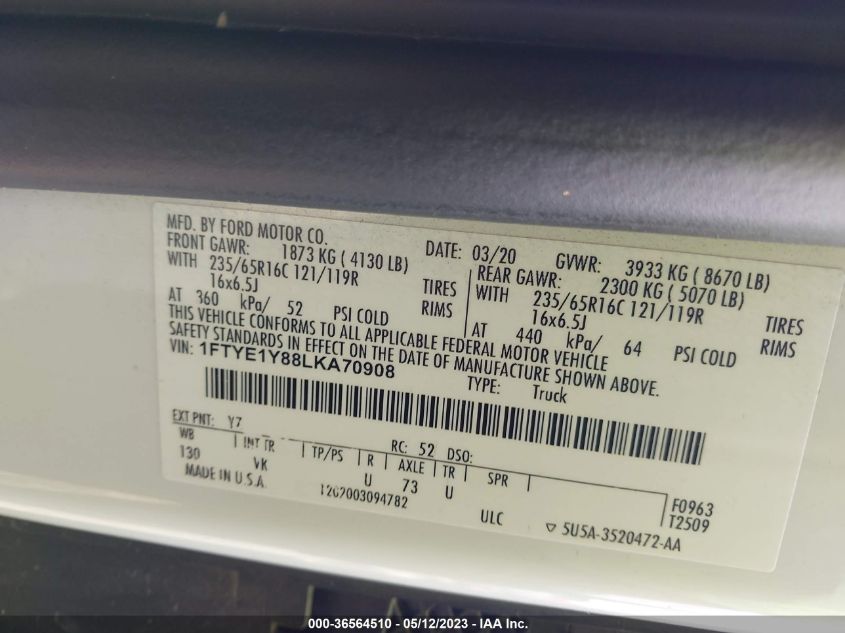 MFD. BY FORD MOTOR CO.
DATE: 03/20 GVWR: 3933 KG ( 8670 LB)
FRONT GAWR: 1873 KG ( 4130 LB)
REAR GAWR: 2300 KG ( 5070 LB)
WITH 235/65R16C 121/119R TIRES
WITH 235/65R16C 121/119R TIRES
16x6.5J RIMS
16x6.5J RIMS
AT 360 kPa/ 52 PSI COLD
AT 440 kPa/ 64 PSI COLD
THIS VEHICLE CONFORMS TO ALL APPLICABLE FEDERAL MOTOR VEHICLE
SAFETY STANDARDS IN EFFECT ON THE DATE OF MANUFACTURE SHOWN ABOVE.
VIN: 1FTYE1Y88LKA70908
TYPE: Truck
EXT PNT: Y7 RC: 52 DSO:
WB INT TR TP/PS R AXLE TR SPR
130 VK U 73 U
F0963
T2509
MADE IN U.S.A.
ULC
5U5A-3520472-AA
000-36564510 - 05/12/2023 - IAA Inc.